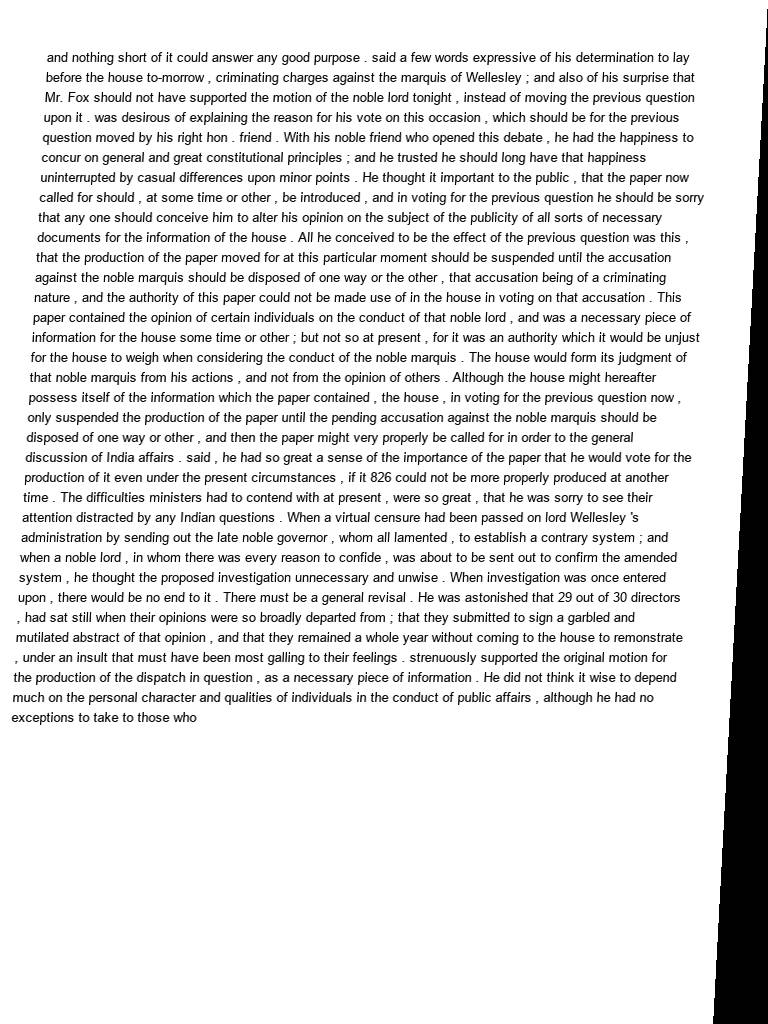 and nothing short of it could answer any good purpose . said a few words expressive of his determination to lay
before the house to-morrow , criminating charges against the marquis of Wellesley ; and also of his surprise that
Mr. Fox should not have supported the motion of the noble lord tonight , instead of moving the previous question
upon it . was desirous of explaining the reason for his vote on this occasion , which should be for the previous
question moved by his right hon . friend . With his noble friend who opened this debate , he had the happiness to
concur on general and great constitutional principles ; and he trusted he should long have that happiness
uninterrupted by casual differences upon minor points . He thought it important to the public , that the paper now
called for should , at some time or other , be introduced , and in voting for the previous question he should be sorry
that any one should conceive him to alter his opinion on the subject of the publicity of all sorts of necessary
documents for the information of the house . All he conceived to be the effect of the previous question was this ,
that the production of the paper moved for at this particular moment should be suspended until the accusation
against the noble marquis should be disposed of one way or the other , that accusation being of a criminating
nature , and the authority of this paper could not be made use of in the house in voting on that accusation . This
paper contained the opinion of certain individuals on the conduct of that noble lord , and was a necessary piece of
information for the house some time or other ; but not so at present , for it was an authority which it would be unjust
for the house to weigh when considering the conduct of the noble marquis . The house would form its judgment of
that noble marquis from his actions , and not from the opinion of others . Although the house might hereafter
possess itself of the information which the paper contained , the house , in voting for the previous question now ,
only suspended the production of the paper until the pending accusation against the noble marquis should be
disposed of one way or other , and then the paper might very properly be called for in order to the general
discussion of India affairs . said , he had so great a sense of the importance of the paper that he would vote for the
production of it even under the present circumstances , if it 826 could not be more properly produced at another
time . The difficulties ministers had to contend with at present , were so great , that he was sorry to see their
attention distracted by any Indian questions . When a virtual censure had been passed on lord Wellesley 's
administration by sending out the late noble governor , whom all lamented , to establish a contrary system ; and
when a noble lord , in whom there was every reason to confide , was about to be sent out to confirm the amended
system , he thought the proposed investigation unnecessary and unwise . When investigation was once entered
upon , there would be no end to it . There must be a general revisal . He was astonished that 29 out of 30 directors
, had sat still when their opinions were so broadly departed from ; that they submitted to sign a garbled and
mutilated abstract of that opinion , and that they remained a whole year without coming to the house to remonstrate
, under an insult that must have been most galling to their feelings . strenuously supported the original motion for
the production of the dispatch in question , as a necessary piece of information . He did not think it wise to depend
much on the personal character and qualities of individuals in the conduct of public affairs , although he had no
exceptions to take to those who